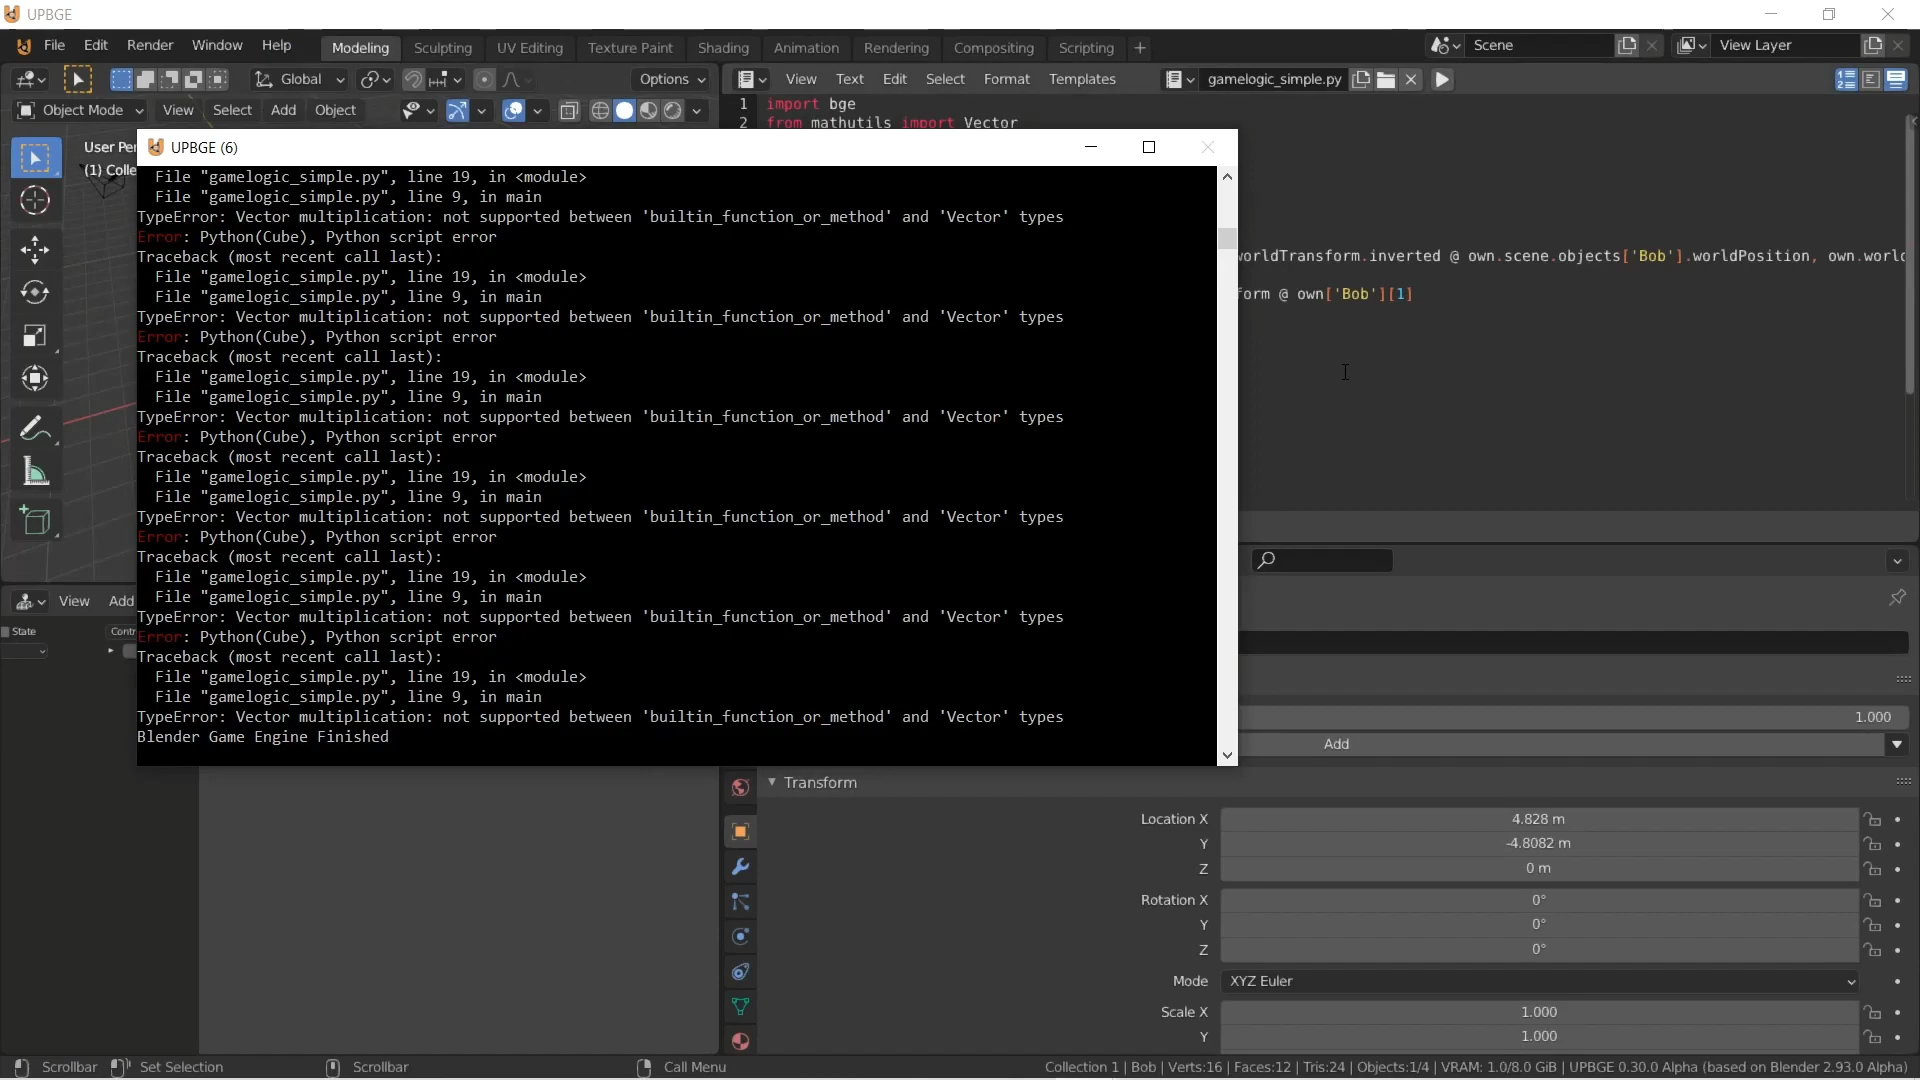 UPBGE
File Edit Render Window Help Modeling Sculpting UV Editing Texture Paint Shading Animation Rendering Compositing Scripting + Scene View Layer
Global Options View Text Edit Select Format Templates gamelogic_simple.py
Object Mode View Select Add Object
1 import bge
2 from mathutils import Vector
User Per
(1) Colle
UPBGE (6)
File "gamelogic_simple.py", line 19, in <module>
File "gamelogic_simple.py", line 9, in main
TypeError: Vector multiplication: not supported between 'builtin_function_or_method' and 'Vector' types
Error: Python(Cube), Python script error
Traceback (most recent call last):
File "gamelogic_simple.py", line 19, in <module>
File "gamelogic_simple.py", line 9, in main
TypeError: Vector multiplication: not supported between 'builtin_function_or_method' and 'Vector' types
Error: Python(Cube), Python script error
Traceback (most recent call last):
File "gamelogic_simple.py", line 19, in <module>
File "gamelogic_simple.py", line 9, in main
TypeError: Vector multiplication: not supported between 'builtin_function_or_method' and 'Vector' types
Error: Python(Cube), Python script error
Traceback (most recent call last):
File "gamelogic_simple.py", line 19, in <module>
File "gamelogic_simple.py", line 9, in main
TypeError: Vector multiplication: not supported between 'builtin_function_or_method' and 'Vector' types
Error: Python(Cube), Python script error
Traceback (most recent call last):
File "gamelogic_simple.py", line 19, in <module>
File "gamelogic_simple.py", line 9, in main
TypeError: Vector multiplication: not supported between 'builtin_function_or_method' and 'Vector' types
Error: Python(Cube), Python script error
Traceback (most recent call last):
File "gamelogic_simple.py", line 19, in <module>
File "gamelogic_simple.py", line 9, in main
TypeError: Vector multiplication: not supported between 'builtin_function_or_method' and 'Vector' types
Blender Game Engine Finished
worldTransform.inverted @ own.scene.objects['Bob'].worldPosition, own.worl
form @ own['Bob'][1]
View Add
State Contr
1.000
Add
Transform
Location X 4.828 m
Y -4.8082 m
Z 0 m
Rotation X 0°
Y 0°
Z 0°
Mode XYZ Euler
Scale X 1.000
Y 1.000
Scrollbar Set Selection Scrollbar Call Menu Collection 1 | Bob | Verts:16 | Faces:12 | Tris:24 | Objects:1/4 | VRAM: 1.0/8.0 GiB | UPBGE 0.30.0 Alpha (based on Blender 2.93.0 Alpha)